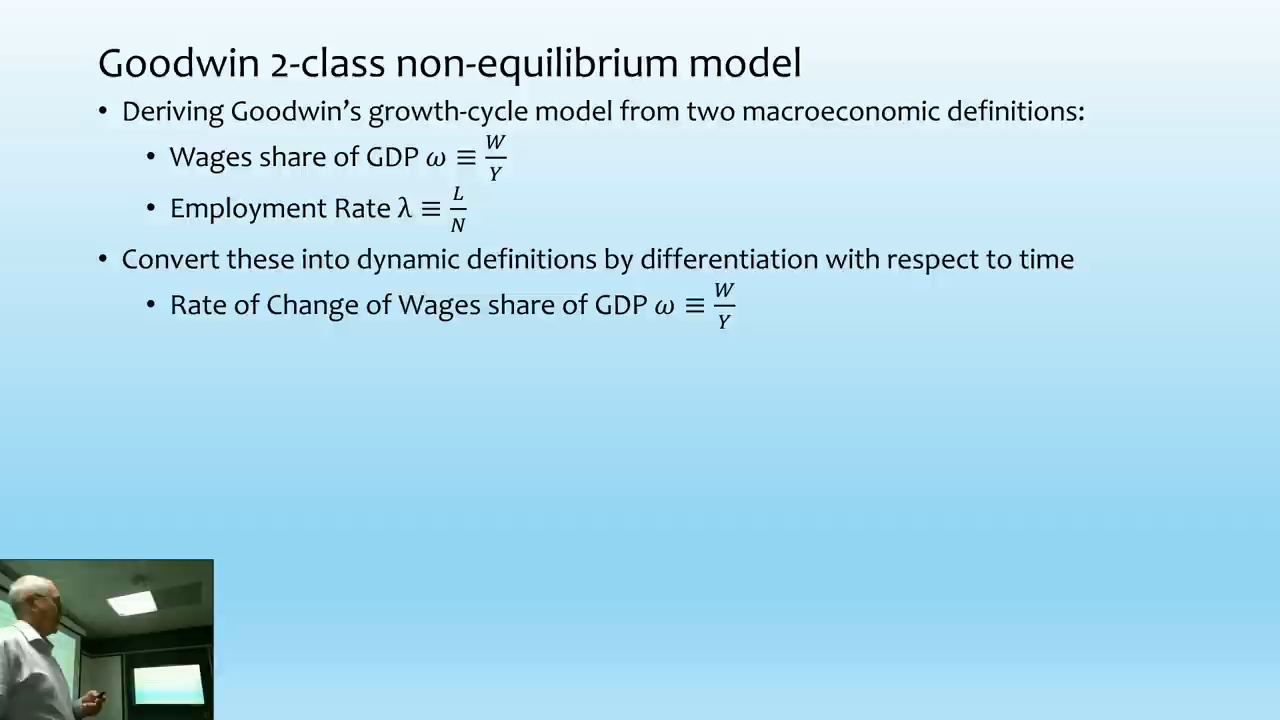 Goodwin 2-class non-equilibrium model
• Deriving Goodwin's growth-cycle model from two macroeconomic definitions:
• Wages share of GDP ω ≡ W/Y
• Employment Rate λ ≡ L/N
• Convert these into dynamic definitions by differentiation with respect to time
• Rate of Change of Wages share of GDP ω ≡ W/Y